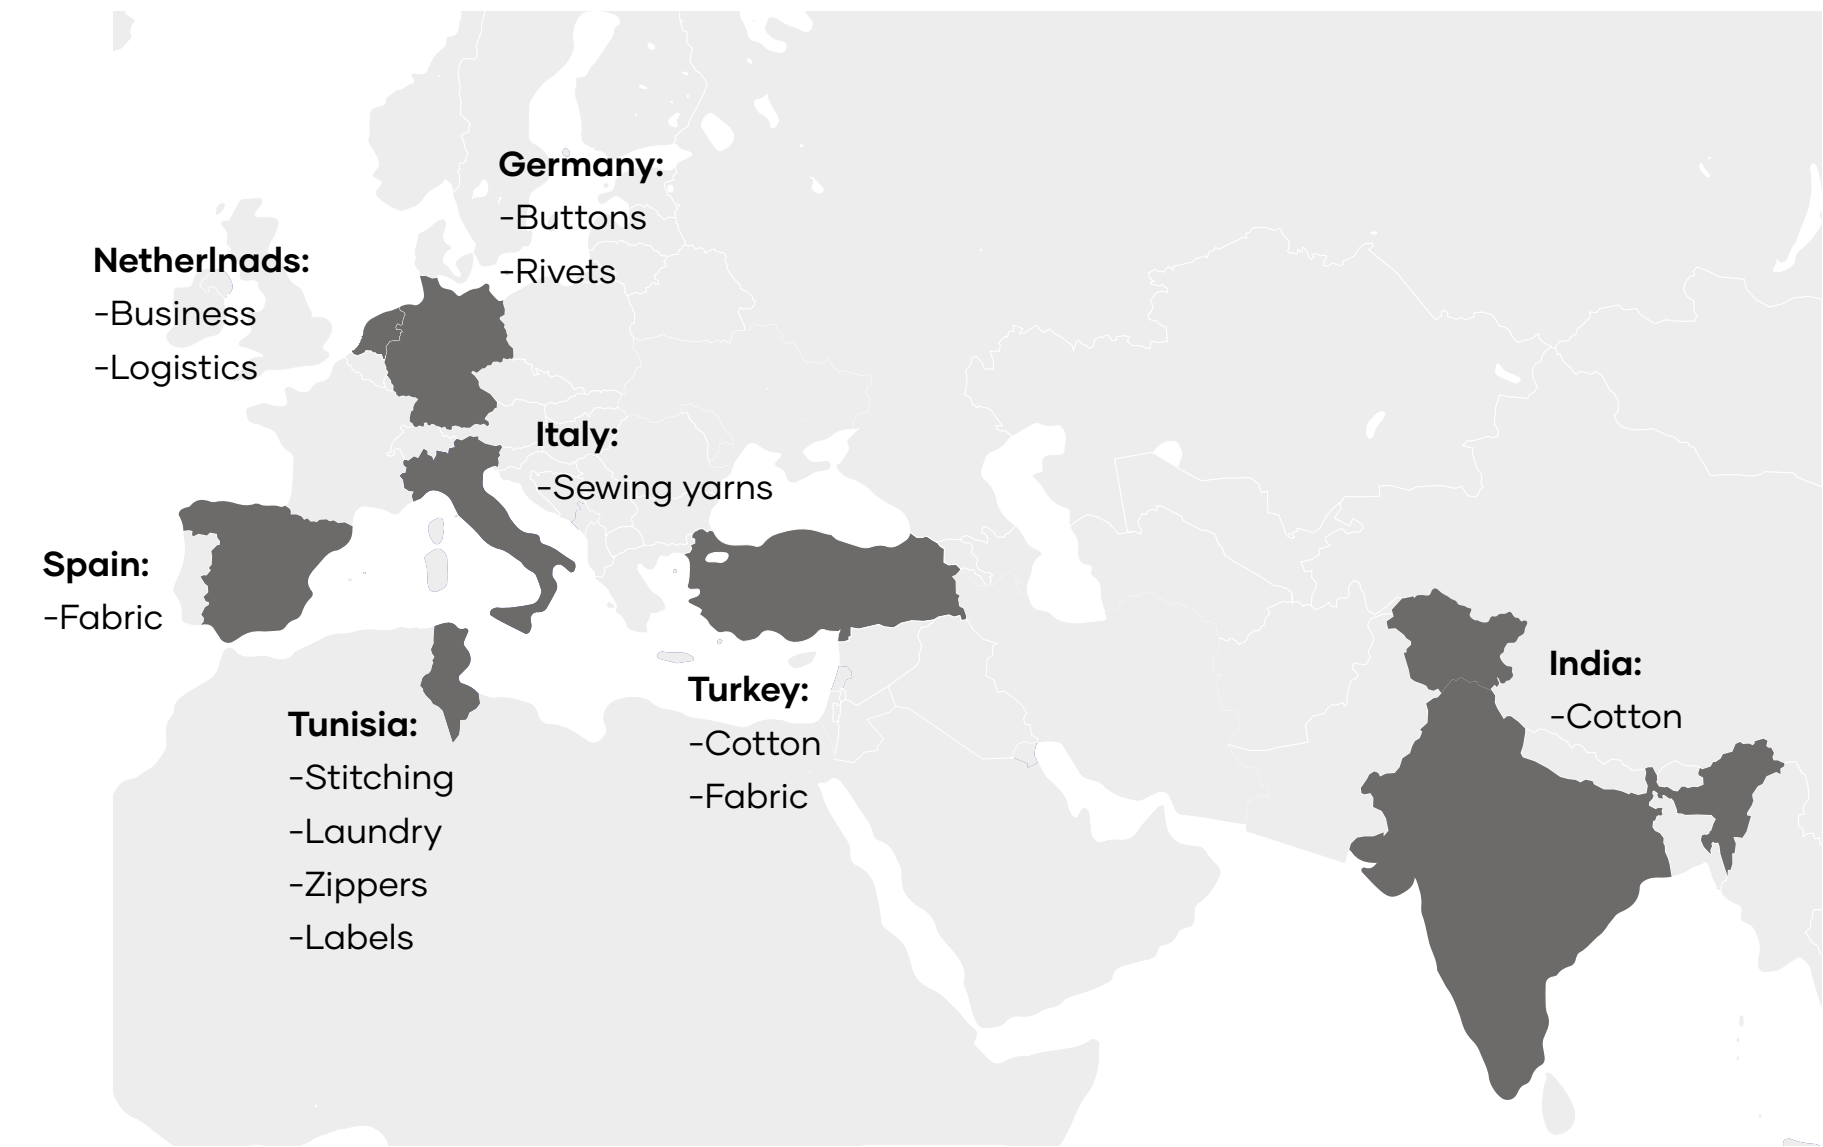 Germany:
-Buttons
-Rivets
Netherlnads:
-Business
-Logistics
Italy:
-Sewing yarns
Spain:
-Fabric
Tunisia:
-Stitching
-Laundry
-Zippers
-Labels
Turkey:
-Cotton
-Fabric
India:
-Cotton